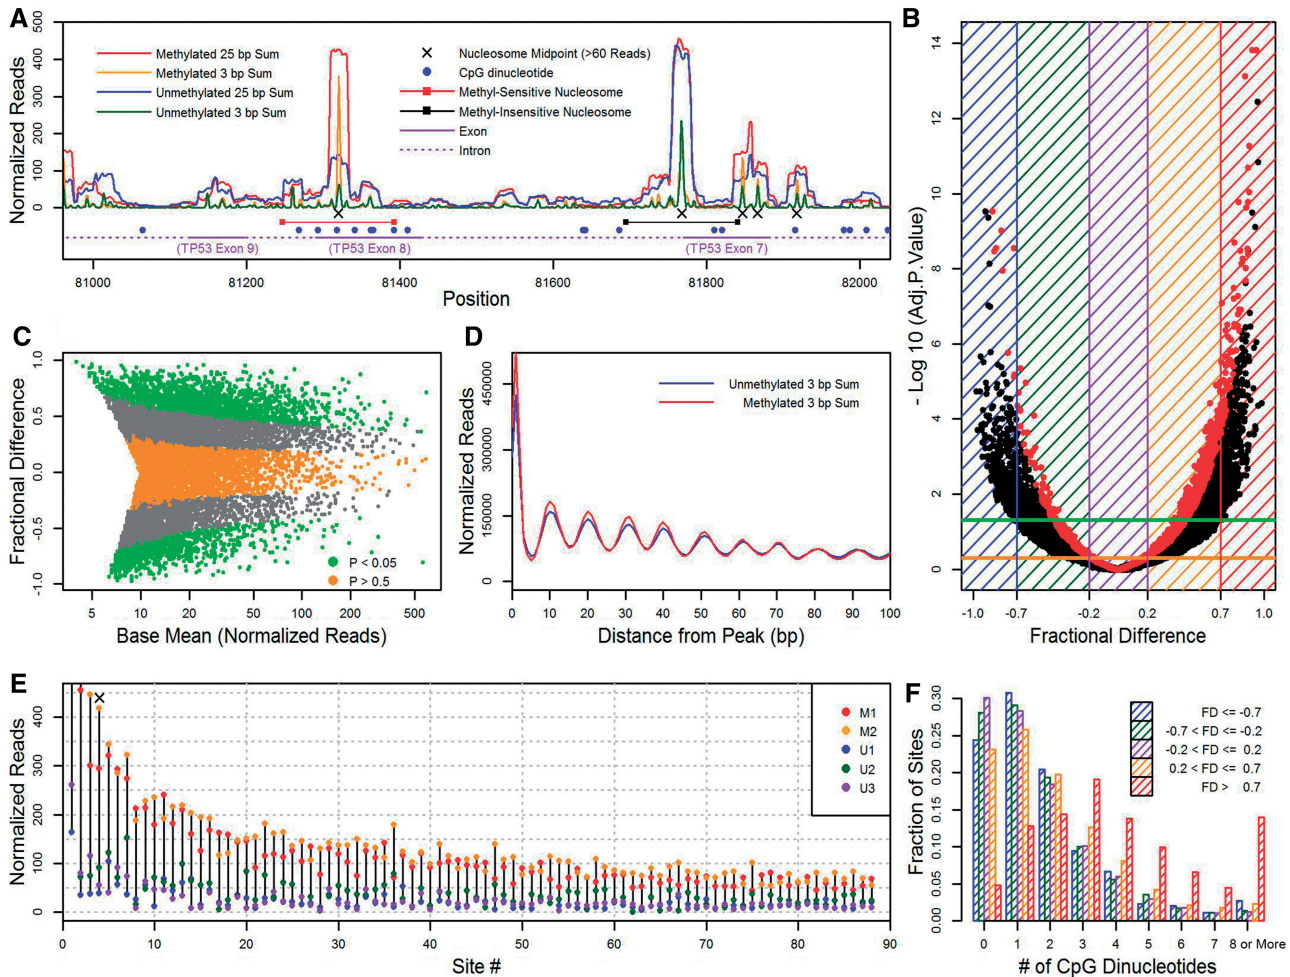 A
Normalized Reads
500
400
300
200
100
0
Methylated 25 bp Sum
Methylated 3 bp Sum
Unmethylated 25 bp Sum
Unmethylated 3 bp Sum
Nucleosome Midpoint (>60 Reads)
CpG dinucleotide
Methyl-Sensitive Nucleosome
Methyl-Insensitive Nucleosome
Exon
Intron
(TP53 Exon 9)
(TP53 Exon 8)
(TP53 Exon 7)
81000
81200
81400
81600
81800
82000
Position
B
- Log 10 (Adj.P.Value)
14
12
10
8
6
4
2
0
-1.0
-0.7
-0.2
0.2
0.7
1.0
Fractional Difference
C
Fractional Difference
1.0
0.5
0.0
-0.5
-1.0
P < 0.05
P > 0.5
5
10
20
50
100
200
500
Base Mean (Normalized Reads)
D
Normalized Reads
450000
300000
150000
0
Unmethylated 3 bp Sum
Methylated 3 bp Sum
0
10
20
30
40
50
60
70
80
90
100
Distance from Peak (bp)
E
Normalized Reads
400
300
200
100
0
M1
M2
U1
U2
U3
0
10
20
30
40
50
60
70
80
90
Site #
F
Fraction of Sites
0.30
0.25
0.20
0.15
0.10
0.05
0.00
FD <= -0.7
-0.7 < FD <= -0.2
-0.2 < FD <= 0.2
0.2 < FD <= 0.7
FD > 0.7
0
1
2
3
4
5
6
7
8 or More
# of CpG Dinucleotides